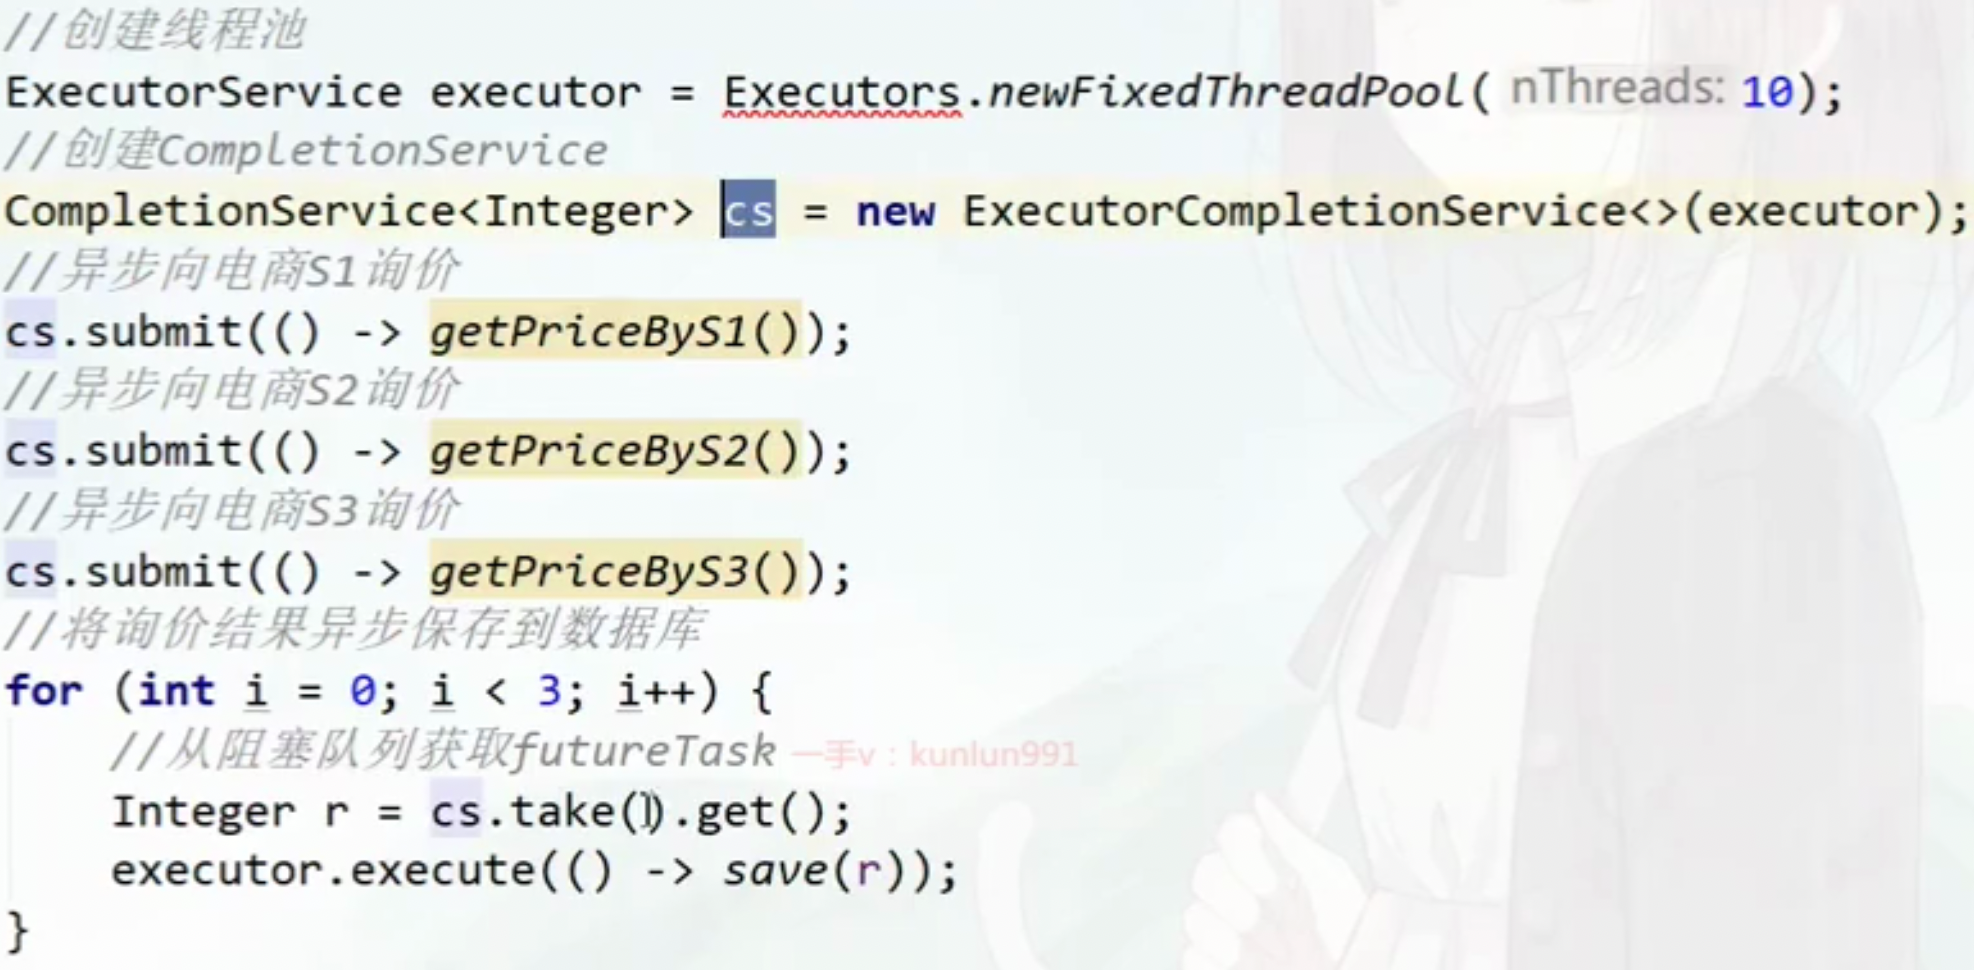 //创建线程池
ExecutorService executor = Executors.newFixedThreadPool( nThreads: 10);
//创建CompletionService
CompletionService<Integer> cs = new ExecutorCompletionService<>(executor);
//异步向电商S1询价
cs.submit(() -> getPriceByS1());
//异步向电商S2询价
cs.submit(() -> getPriceByS2());
//异步向电商S3询价
cs.submit(() -> getPriceByS3());
//将询价结果异步保存到数据库
for (int i = 0; i < 3; i++) {
    //从阻塞队列获取futureTask 一手v：kunlun991
    Integer r = cs.take().get();
    executor.execute(() -> save(r));
}